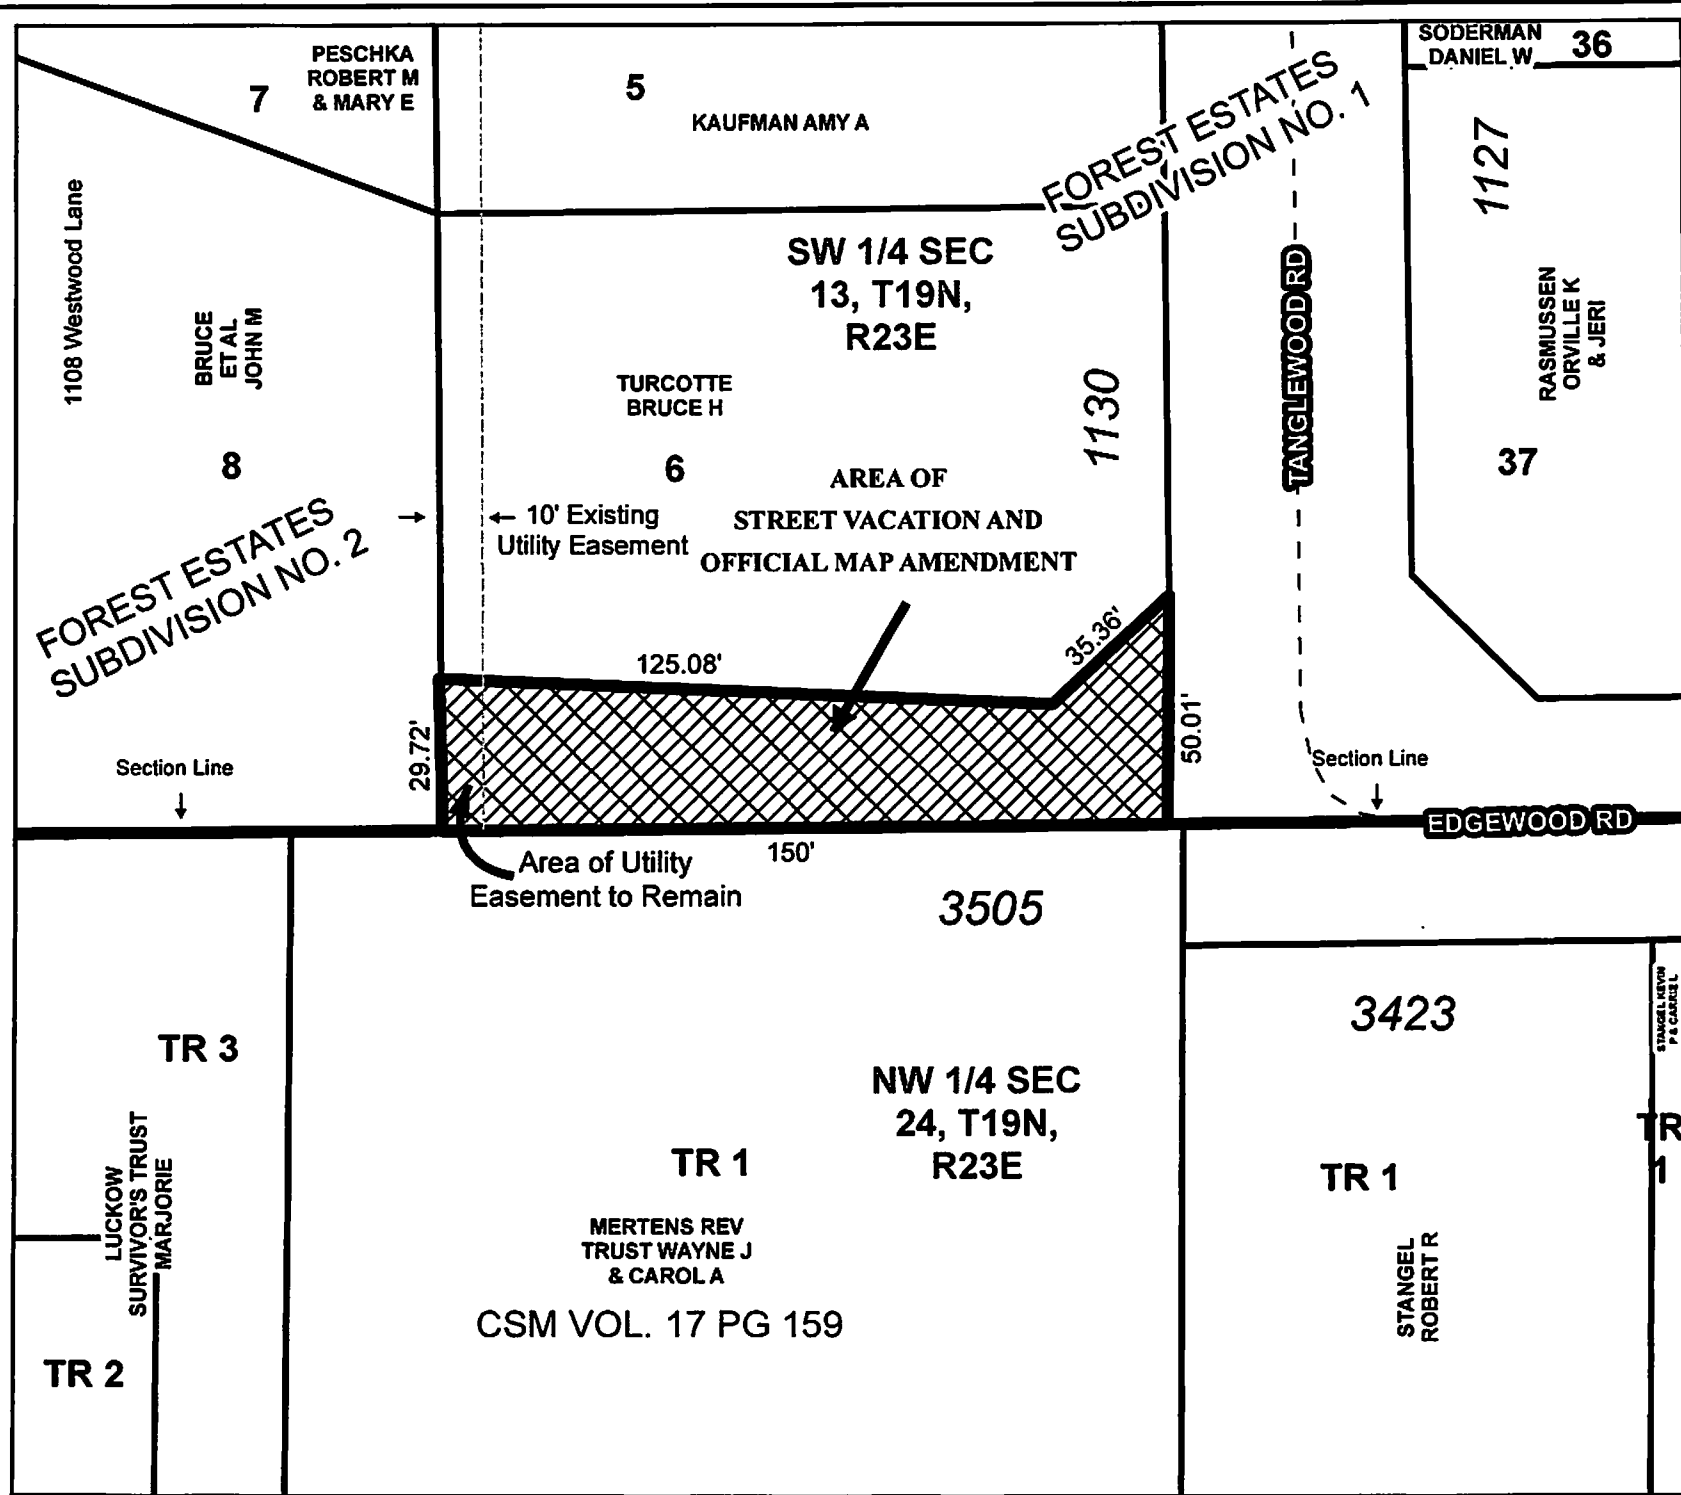 PESCHKA
ROBERT M
& MARY E
7
5
KAUFMAN AMY A
FOREST ESTATES
SUBDIVISION NO. 1
SODERMAN
DANIEL W
36
1127
1108 Westwood Lane
BRUCE
ET AL
JOHN M
8
SW 1/4 SEC
13, T19N,
R23E
TURCOTTE
BRUCE H
6
1130
TANGLEWOOD RD
RASMUSSEN
ORVILLE K
& JERI
37
AREA OF
STREET VACATION AND
OFFICIAL MAP AMENDMENT
10' Existing
Utility Easement
FOREST ESTATES
SUBDIVISION NO. 2
125.08'
35.36'
29.72'
50.01'
Section Line
Section Line
EDGEWOOD RD
150'
Area of Utility
Easement to Remain
3505
3423
STANGEL KEVIN
P & CARRIE L
TR 3
NW 1/4 SEC
24, T19N,
R23E
TR
1
TR 1
TR 1
LUCKOW
SURVIVOR'S TRUST
MARJORIE
MERTENS REV
TRUST WAYNE J
& CAROL A
STANGEL
ROBERT R
CSM VOL. 17 PG 159
TR 2